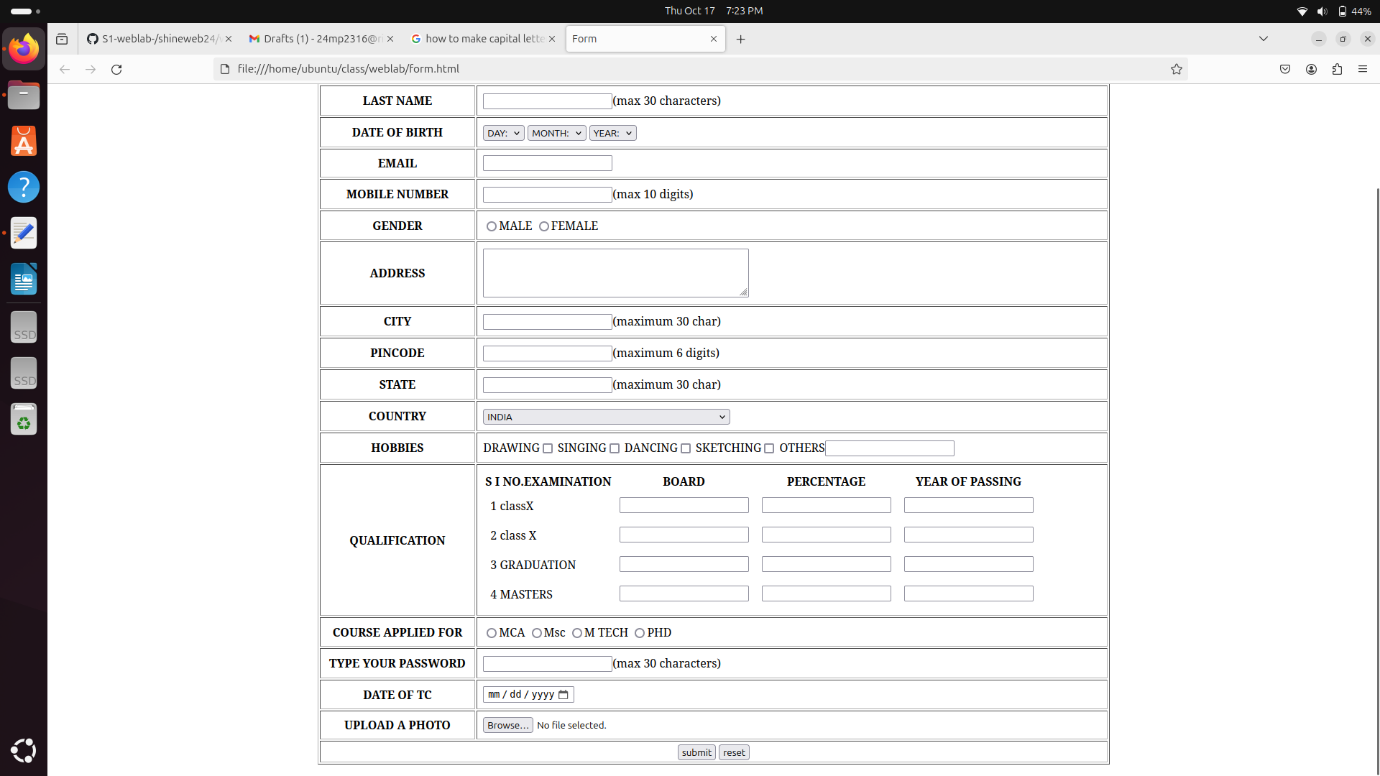 Thu Oct 17 7:23 PM
44%
S1-weblab-/shineweb24/
Drafts (1) - 24mp2316@r
how to make capital lette
Form
file:///home/ubuntu/class/weblab/form.html
LAST NAME (max 30 characters)
DATE OF BIRTH DAY: MONTH: YEAR:
EMAIL
MOBILE NUMBER (max 10 digits)
GENDER MALE FEMALE
ADDRESS
CITY (maximum 30 char)
PINCODE (maximum 6 digits)
STATE (maximum 30 char)
COUNTRY INDIA
HOBBIES DRAWING SINGING DANCING SKETCHING OTHERS
S I NO.EXAMINATION BOARD PERCENTAGE YEAR OF PASSING
1 classX
2 class X
QUALIFICATION
3 GRADUATION
4 MASTERS
COURSE APPLIED FOR MCA Msc M TECH PHD
TYPE YOUR PASSWORD (max 30 characters)
DATE OF TC mm / dd / yyyy
UPLOAD A PHOTO Browse... No file selected.
submit reset
SSD
SSD